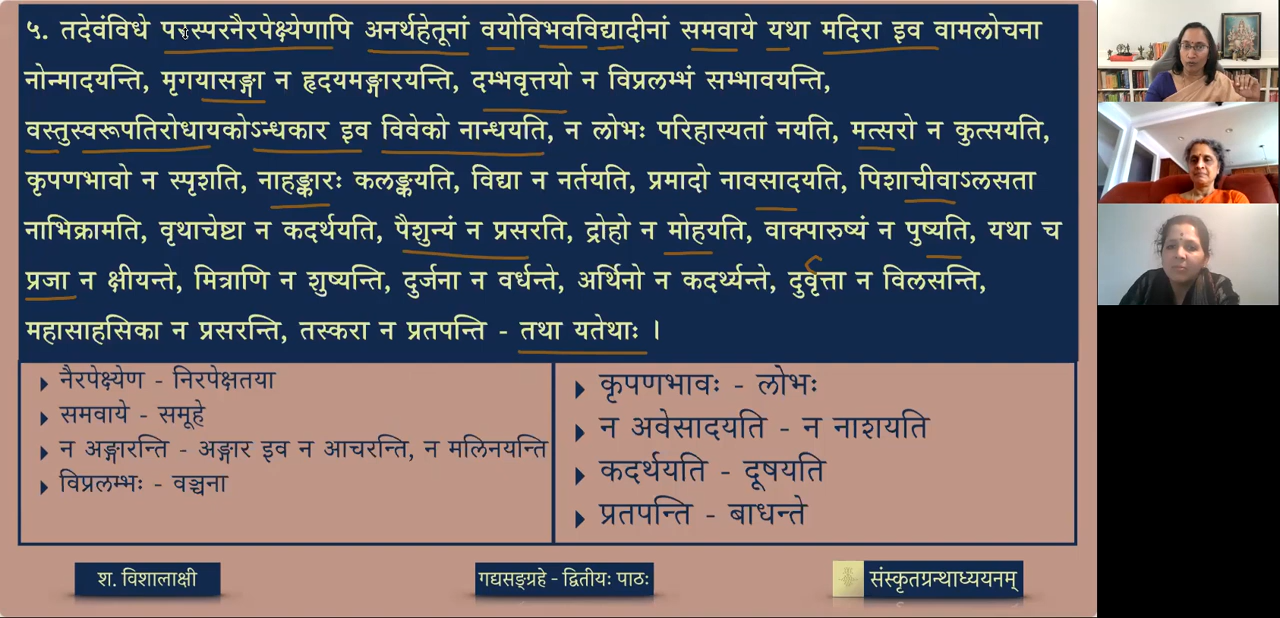 ५. तदेवंविधे परस्परनैरपेक्ष्येणापि अनर्थहेतूनां वयोविभवविद्यादीनां समवाये यथा मदिरा इव वामलोचना
नोन्मादयन्ति, मृगयासङ्गा न हृदयमङ्गारयन्ति, दम्भवृत्तयो न विप्रलम्भं सम्भावयन्ति,
वस्तुस्वरूपतिरोधायकोऽन्धकार इव विवेको नान्धयति, न लोभः परिहास्यतां नयति, मत्सरो न कुत्सयति,
कृपणभावो न स्पृशति, नाहङ्कारः कलङ्कयति, विद्या न नर्तयति, प्रमादो नावसादयति, पिशाचीवाऽलसता
नाभिक्रामति, वृथाचेष्टा न कदर्थयति, पैशुन्यं न प्रसरति, द्रोहो न मोहयति, वाक्पारुष्यं न पुष्यति, यथा च
प्रजा न क्षीयन्ते, मित्राणि न शुष्यन्ति, दुर्जना न वर्धन्ते, अर्थिनो न कदर्थ्यन्ते, दुर्वृत्ता न विलसन्ति,
महासाहसिका न प्रसरन्ति, तस्करा न प्रतपन्ति - तथा यतेथाः ।
नैरपेक्ष्येण - निरपेक्षतया
समवाये - समूहे
न अङ्गारन्ति - अङ्गार इव न आचरन्ति, न मलिनयन्ति
विप्रलम्भः - वञ्चना
कृपणभावः - लोभः
न अवेसादयति - न नाशयति
कदर्थयति - दूषयति
प्रतपन्ति - बाधन्ते
श. विशालाक्षी
गद्यसङ्ग्रहे - द्वितीयः पाठः
संस्कृतग्रन्थाध्ययनम्